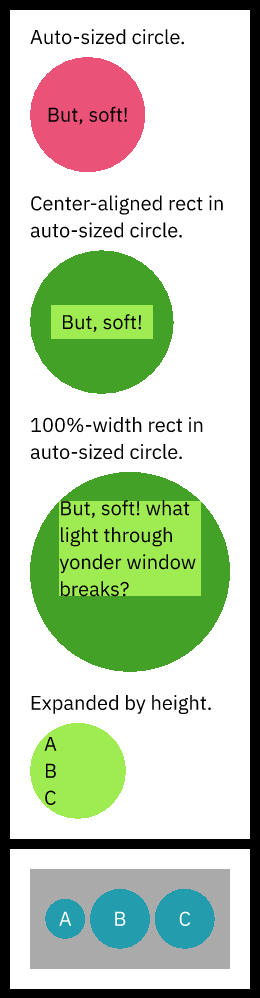 Auto-sized circle.
But, soft!
Center-aligned rect in
auto-sized circle.
But, soft!
100%-width rect in
auto-sized circle.
But, soft! what
light through
yonder window
breaks?
Expanded by height.
A
B
C
A B C